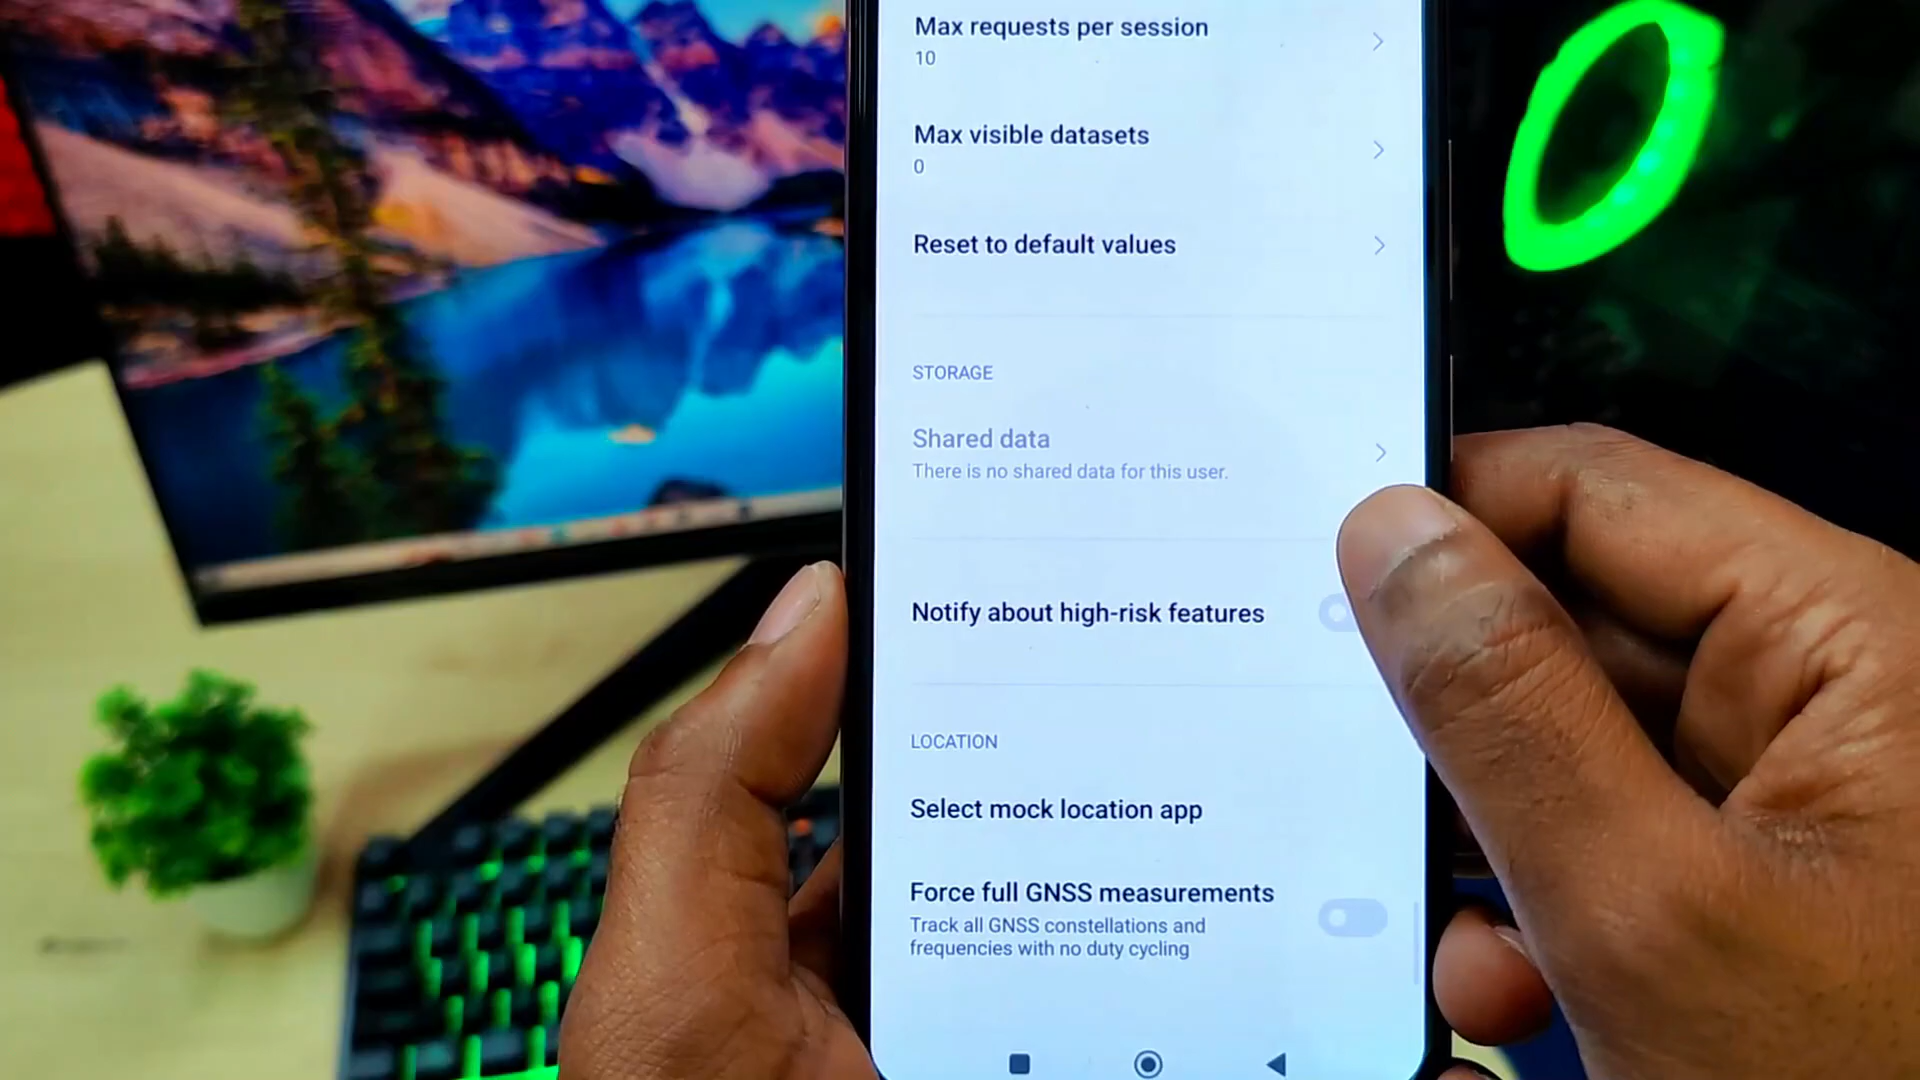 Max requests per session
10
Max visible datasets
0
Reset to default values
STORAGE
Shared data
There is no shared data for this user.
Notify about high-risk features
LOCATION
Select mock location app
Force full GNSS measurements
Track all GNSS constellations and
frequencies with no duty cycling